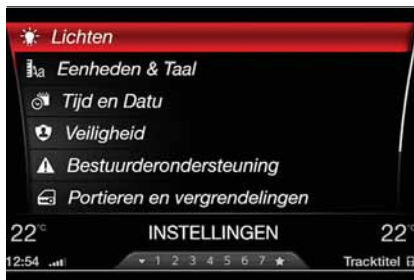 Lichten
Eenheden & Taal
Tijd en Datu
Veiligheid
Bestuurderondersteuning
Portieren en vergrendelingen
22°C INSTELLINGEN 22°C
12:54 1 2 3 4 5 6 7 Tracktitel